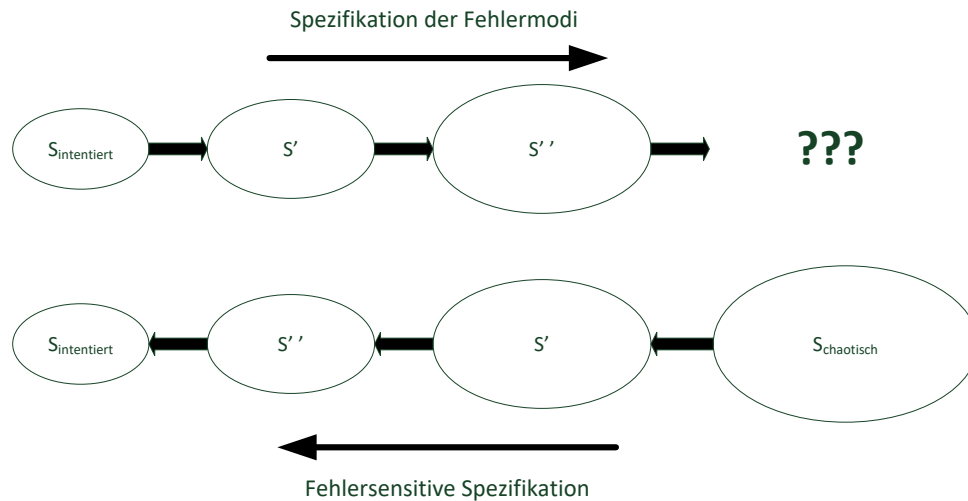 Spezifikation der Fehlermodi
Sintentiert S' S' ' ???
Sintentiert S' ' S' Schaotisch
Fehlersensitive Spezifikation